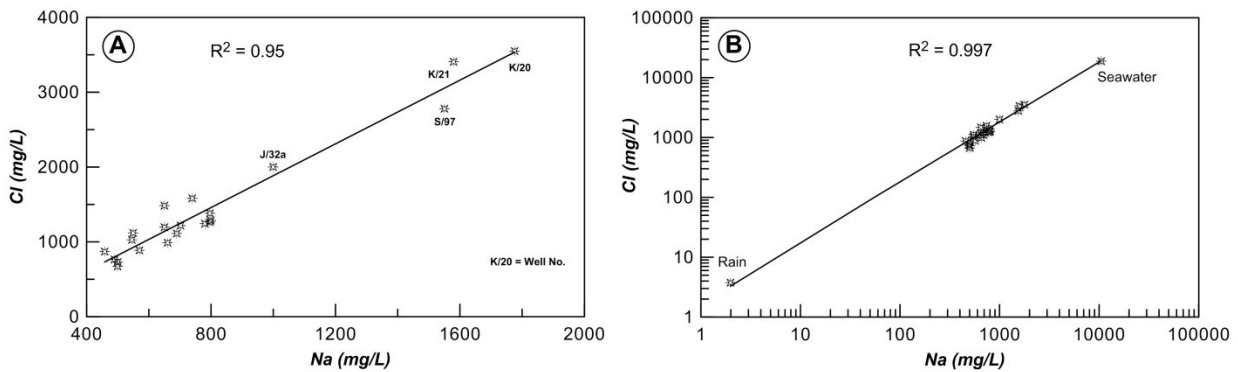 A
R² = 0.95
4000
3000
2000
1000
0
Cl (mg/L)
K/21
K/20
S/97
J/32a
K/20 = Well No.
400 800 1200 1600 2000
Na (mg/L)
B
R² = 0.997
100000
10000
1000
100
10
1
Cl (mg/L)
Seawater
Rain
1 10 100 1000 10000 100000
Na (mg/L)